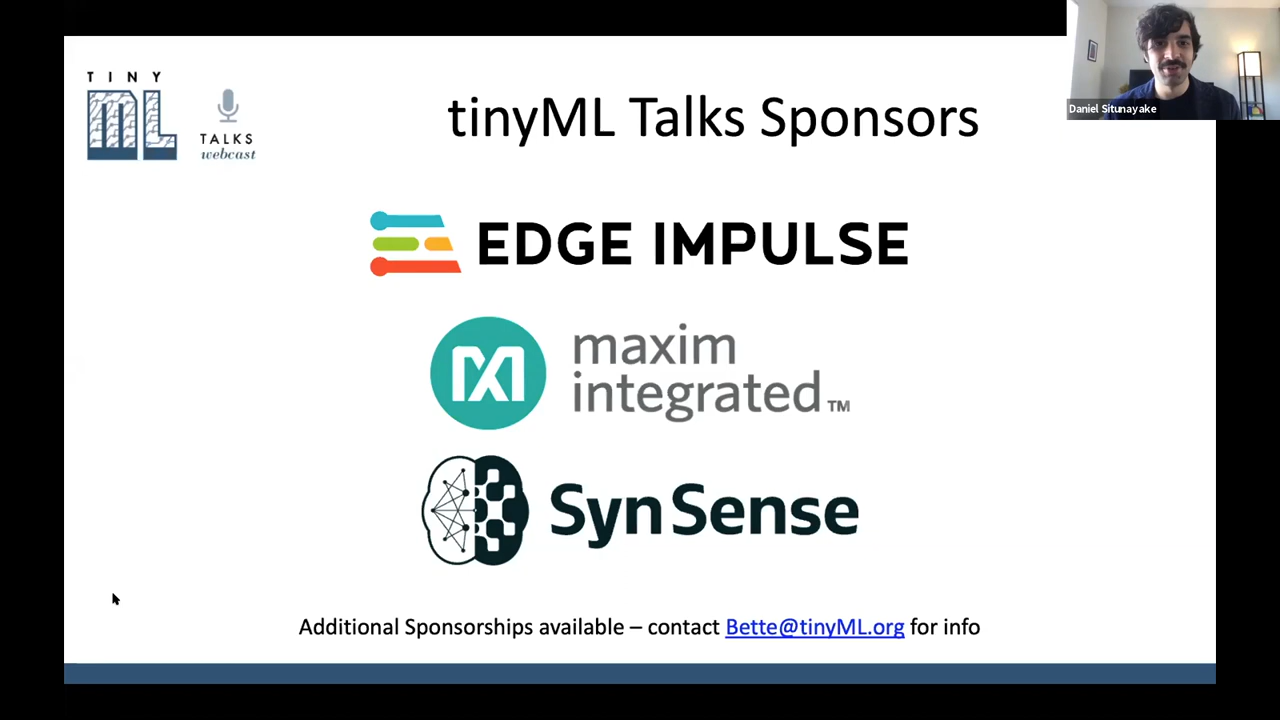 TINY
ML
TALKS
webcast
tinyML Talks Sponsors
Daniel Situnayake
EDGE IMPULSE
maxim
integrated™
SynSense
Additional Sponsorships available – contact Bette@tinyML.org for info